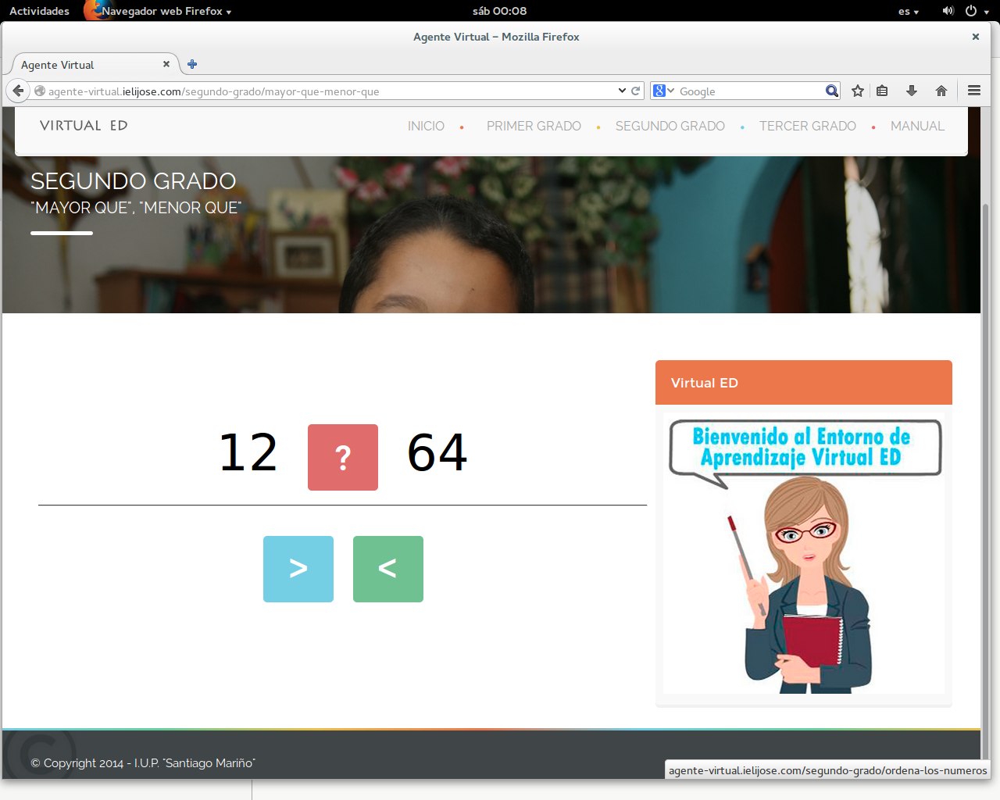 Actividades Navegador web Firefox sáb 00:08 es
Agente Virtual – Mozilla Firefox
Agente Virtual
agente-virtual.ielijose.com/segundo-grado/mayor-que-menor-que Google
VIRTUAL ED INICIO PRIMER GRADO SEGUNDO GRADO TERCER GRADO MANUAL
SEGUNDO GRADO
"MAYOR QUE", "MENOR QUE"
Virtual ED
Bienvenido al Entorno de
Aprendizaje Virtual ED
12 ? 64
> <
© Copyright 2014 - I.U.P. "Santiago Mariño"
agente-virtual.ielijose.com/segundo-grado/ordena-los-numeros